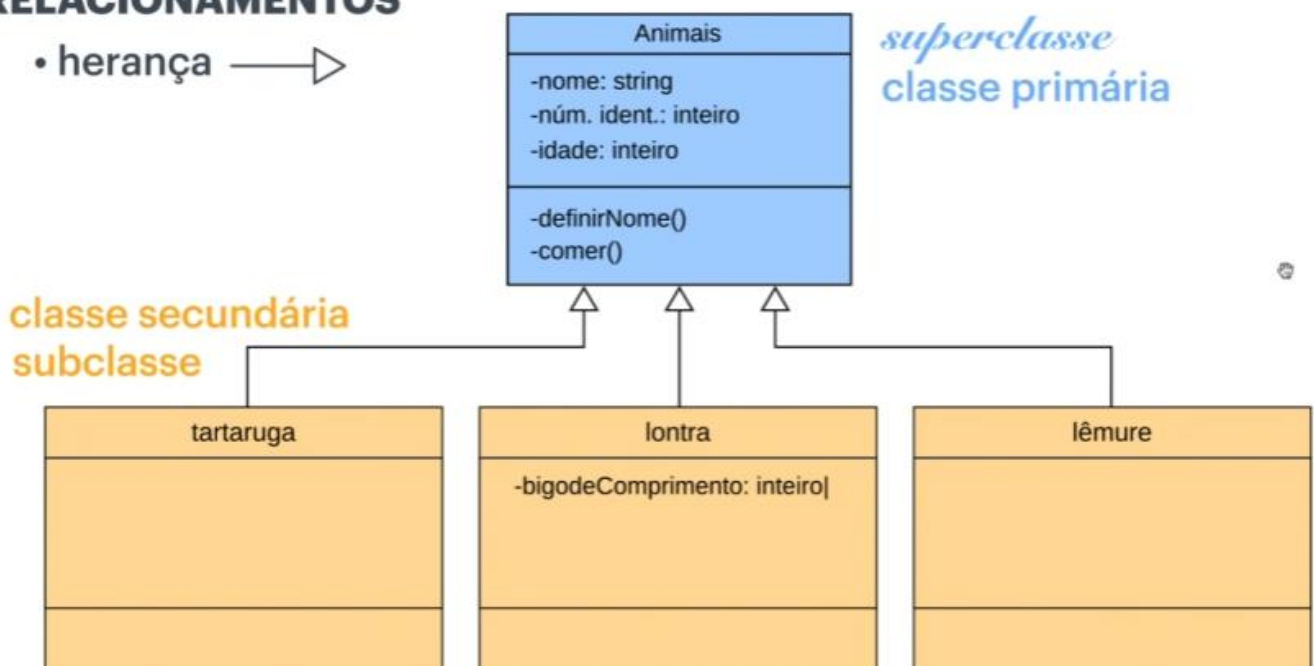 RELACIONAMENTOS
• herança
Animais
-nome: string
-núm. ident.: inteiro
-idade: inteiro
-definirNome()
-comer()
superclasse
classe primária
classe secundária
subclasse
tartaruga
lontra
-bigodeComprimento: inteiro|
lêmure